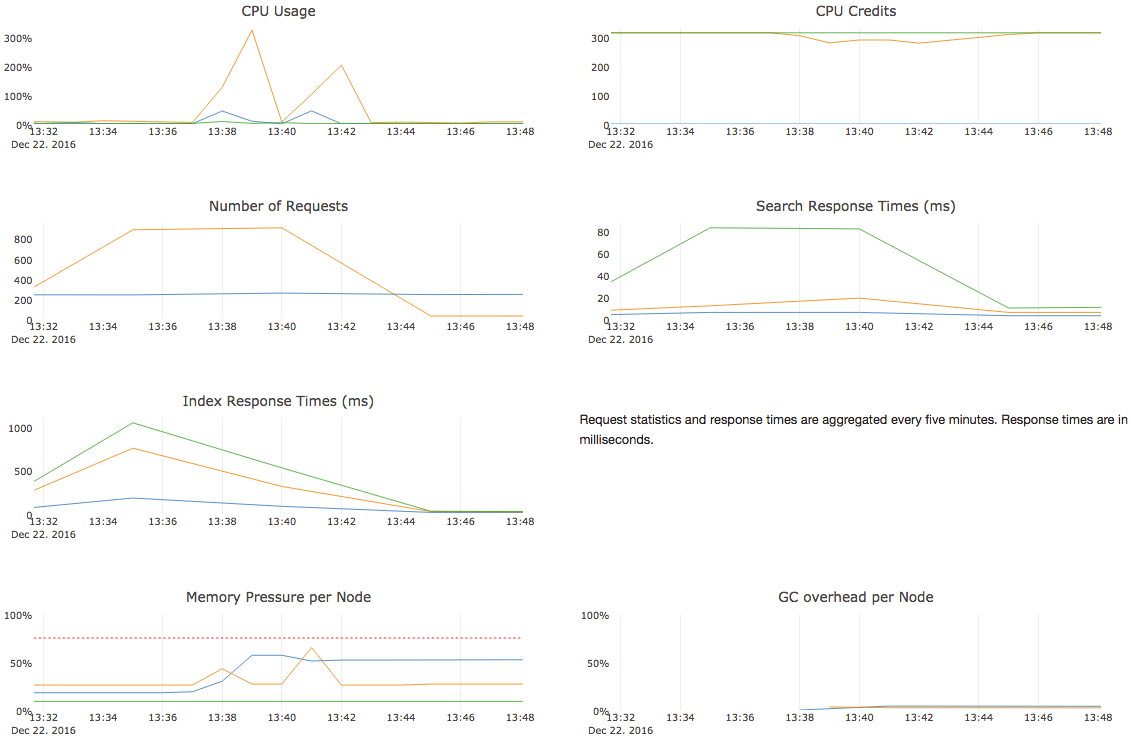 CPU Usage
300%
200%
100%
0%
13:32 13:34 13:36 13:38 13:40 13:42 13:44 13:46 13:48
Dec 22, 2016
CPU Credits
300
200
100
0
13:32 13:34 13:36 13:38 13:40 13:42 13:44 13:46 13:48
Dec 22, 2016
Number of Requests
800
600
400
200
0
13:32 13:34 13:36 13:38 13:40 13:42 13:44 13:46 13:48
Dec 22, 2016
Search Response Times (ms)
80
60
40
20
0
13:32 13:34 13:36 13:38 13:40 13:42 13:44 13:46 13:48
Dec 22, 2016
Index Response Times (ms)
1000
500
0
13:32 13:34 13:36 13:38 13:40 13:42 13:44 13:46 13:48
Dec 22, 2016
Request statistics and response times are aggregated every five minutes. Response times are in
milliseconds.
Memory Pressure per Node
100%
50%
0%
13:32 13:34 13:36 13:38 13:40 13:42 13:44 13:46 13:48
Dec 22, 2016
GC overhead per Node
100%
50%
0%
13:32 13:34 13:36 13:38 13:40 13:42 13:44 13:46 13:48
Dec 22, 2016